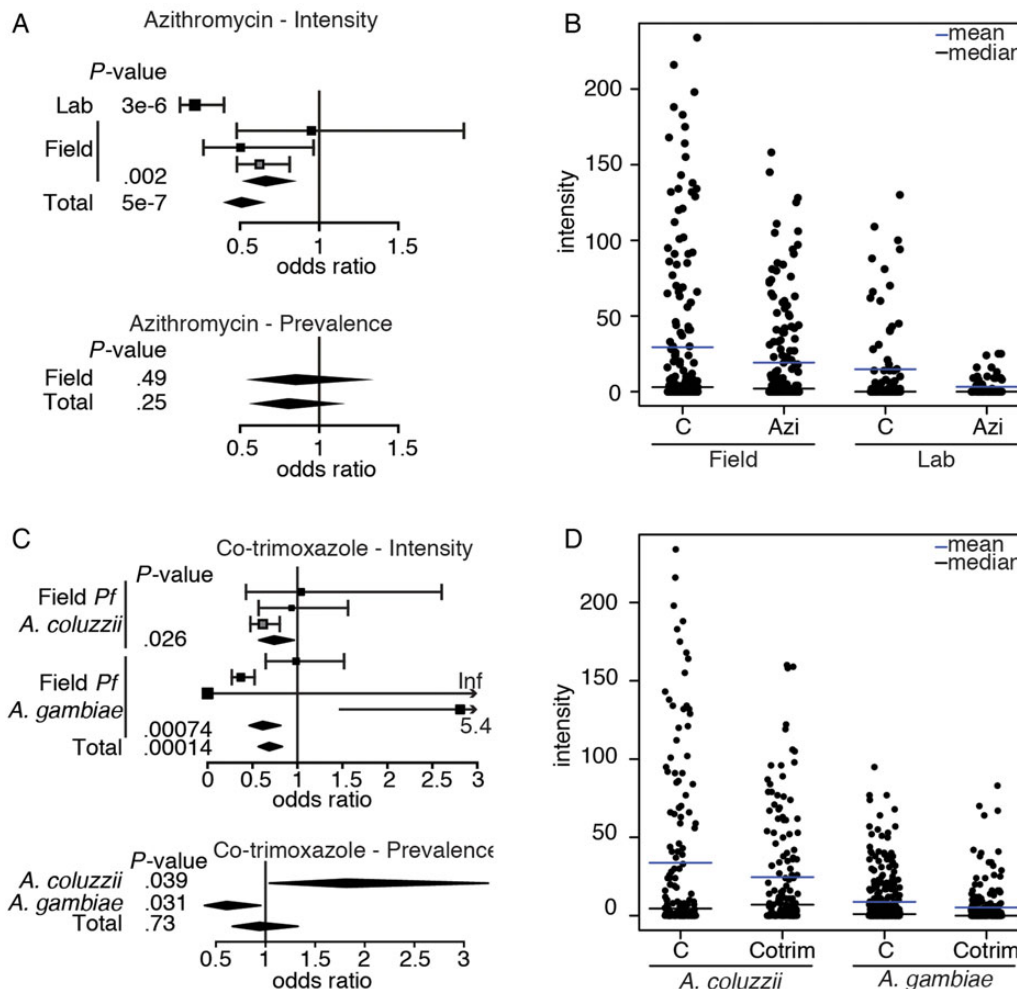 A
Azithromycin - Intensity
P-value
Lab 3e-6
Field
.002
Total 5e-7
0.5 1 1.5
odds ratio
Azithromycin - Prevalence
P-value
Field .49
Total .25
0.5 1 1.5
odds ratio
B
mean
median
200
150
100
50
0
intensity
C Azi C Azi
Field Lab
C
Co-trimoxazole - Intensity
P-value
Field Pf
A. coluzzii
.026
Field Pf
Inf
A. gambiae
5.4
.00074
Total .00014
0 0.5 1 1.5 2 2.5 3
odds ratio
Co-trimoxazole - Prevalence
P-value
A. coluzzii .039
A. gambiae .031
Total .73
0.5 1 1.5 2 2.5 3
odds ratio
D
mean
median
200
150
100
50
0
intensity
C Cotrim C Cotrim
A. coluzzii A. gambiae